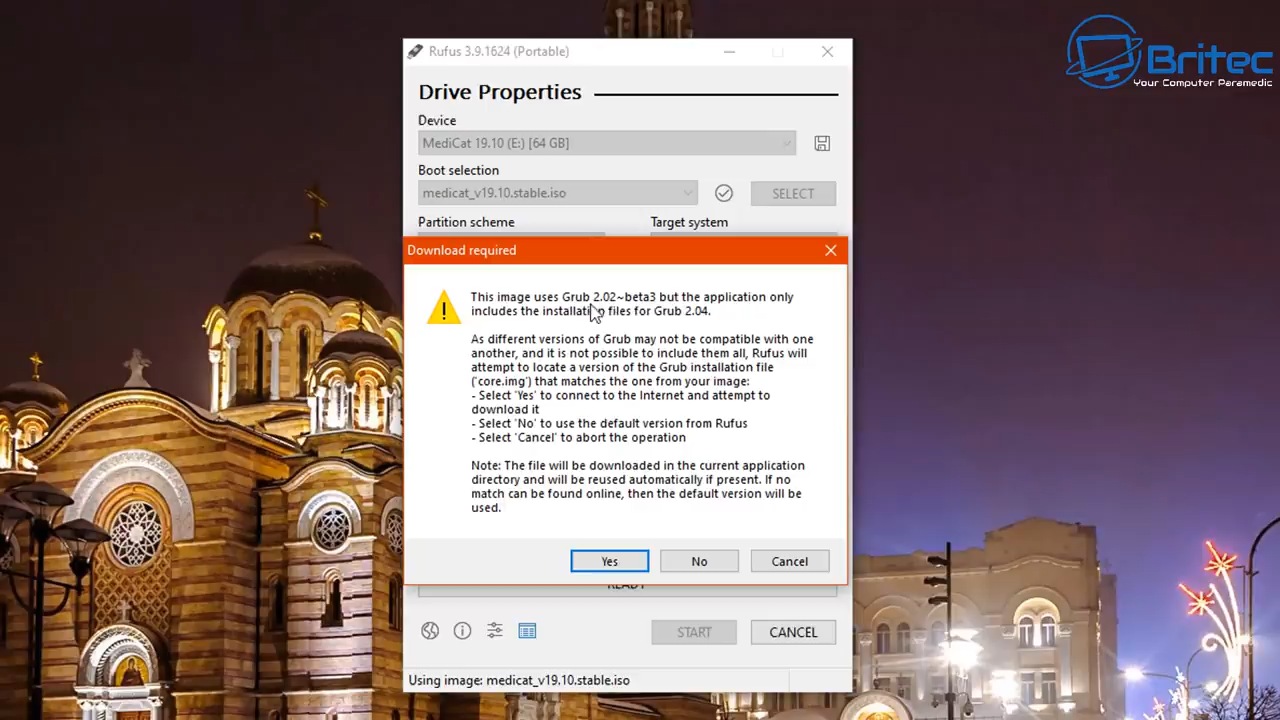 Britec
Your Computer Paramedic
Rufus 3.9.1624 (Portable)
Drive Properties
Device
MediCat 19.10 (E:) [64 GB]
Boot selection
medicat_v19.10.stable.iso
SELECT
Partition scheme
Target system
Download required
This image uses Grub 2.02~beta3 but the application only
includes the installation files for Grub 2.04.
As different versions of Grub may not be compatible with one
another, and it is not possible to include them all, Rufus will
attempt to locate a version of the Grub installation file
('core.img') that matches the one from your image:
- Select 'Yes' to connect to the Internet and attempt to
download it
- Select 'No' to use the default version from Rufus
- Select 'Cancel' to abort the operation
Note: The file will be downloaded in the current application
directory and will be reused automatically if present. If no
match can be found online, then the default version will be
used.
Yes
No
Cancel
READY
START
CANCEL
Using image: medicat_v19.10.stable.iso